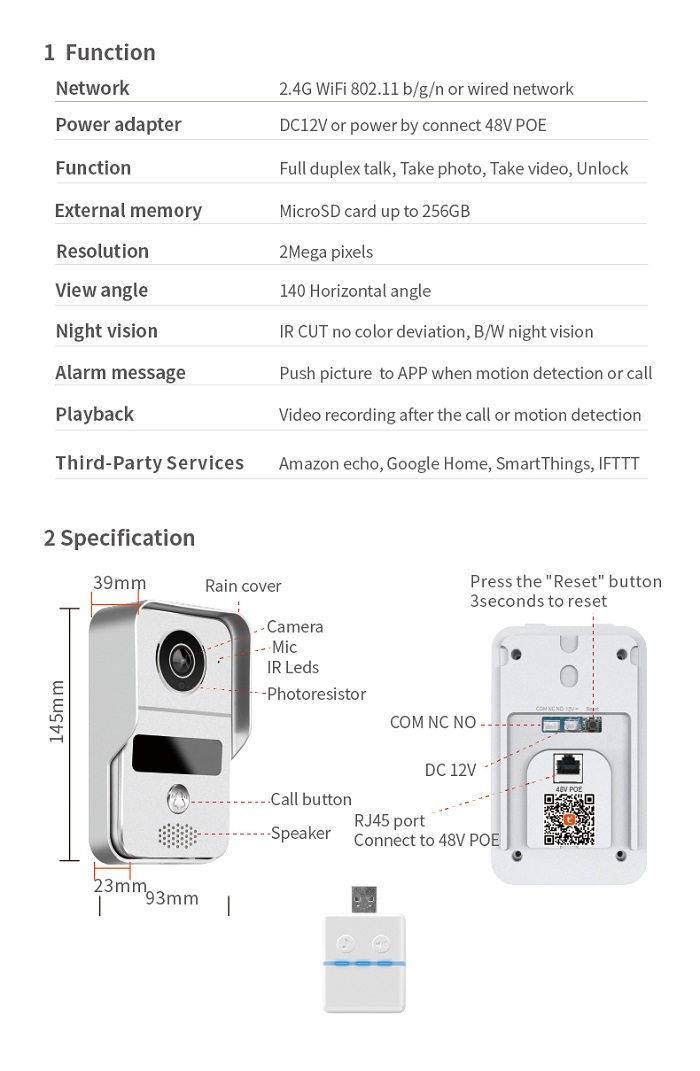 1 Function
Network 2.4G WiFi 802.11 b/g/n or wired network
Power adapter DC12V or power by connect 48V POE
Function Full duplex talk, Take photo, Take video, Unlock
External memory MicroSD card up to 256GB
Resolution 2Mega pixels
View angle 140 Horizontal angle
Night vision IR CUT no color deviation, B/W night vision
Alarm message Push picture to APP when motion detection or call
Playback Video recording after the call or motion detection
Third-Party Services Amazon echo, Google Home, SmartThings, IFTTT
2 Specification
39mm
Rain cover
Camera
Mic
IR Leds
Photoresistor
145mm
Call button
Speaker
23mm
93mm
Press the "Reset" button
3seconds to reset
COM NC NO 12V Reset
COM NC NO
DC 12V
48V POE
RJ45 port
Connect to 48V POE